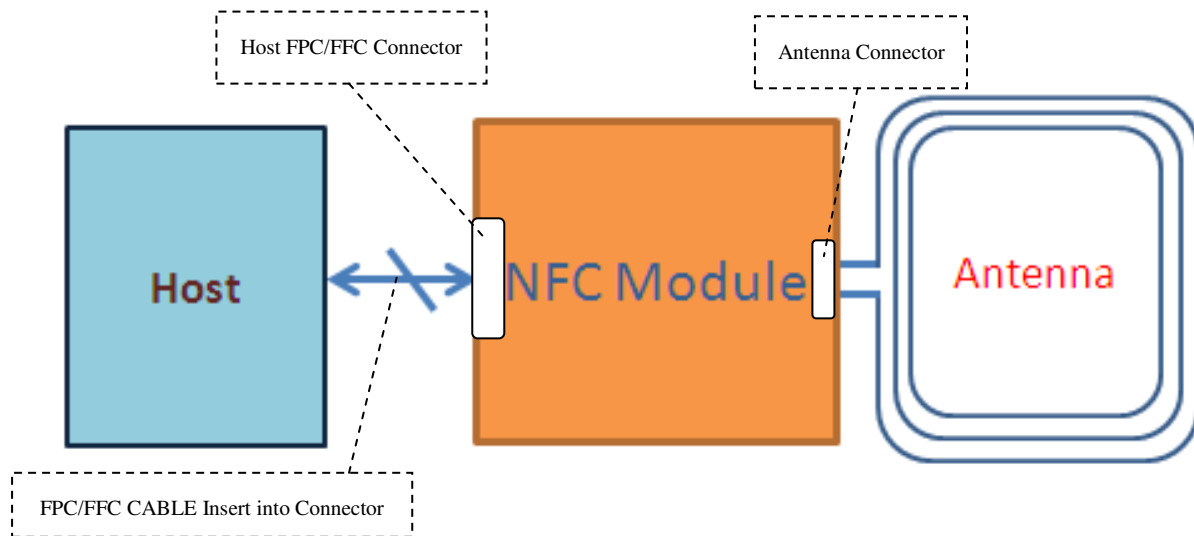 Host FPC/FFC Connector
Antenna Connector
Host
NFC Module
Antenna
FPC/FFC CABLE Insert into Connector